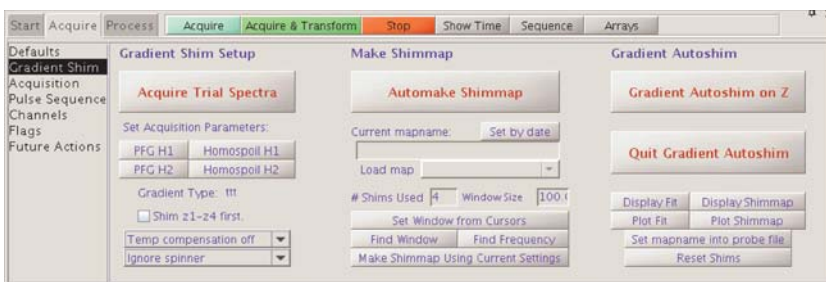 Start Acquire Process Acquire Acquire & Transform Stop Show Time Sequence Arrays
Defaults
Gradient Shim
Acquisition
Pulse Sequence
Channels
Flags
Future Actions
Gradient Shim Setup
Acquire Trial Spectra
Set Acquisition Parameters:
PFG H1 Homospoil H1
PFG H2 Homospoil H2
Gradient Type: ttt
Shim z1-z4 first.
Temp compensation off
Ignore spinner
Make Shimmap
Automake Shimmap
Current mapname: Set by date
Load map
# Shims Used 4 Window Size 100.
Set Window from Cursors
Find Window Find Frequency
Make Shimmap Using Current Settings
Gradient Autoshim
Gradient Autoshim on Z
Quit Gradient Autoshim
Display Fit Display Shimmap
Plot Fit Plot Shimmap
Set mapname into probe file
Reset Shims